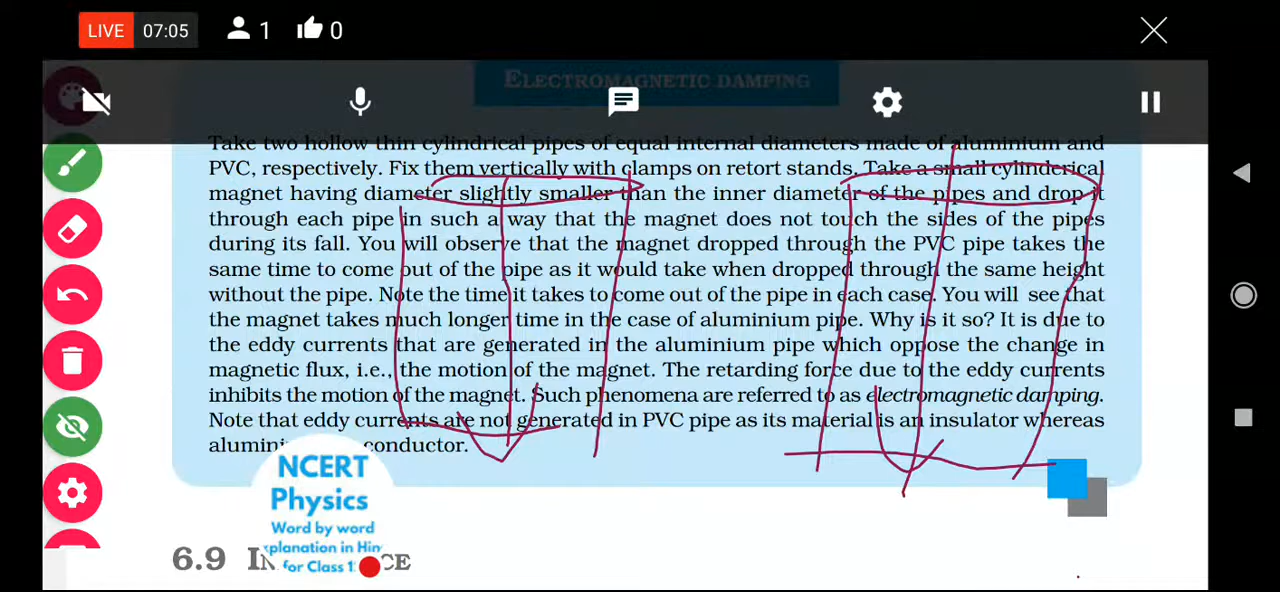 LIVE 07:05 1 0
ELECTROMAGNETIC DAMPING
Take two hollow thin cylindrical pipes of equal internal diameters made of aluminium and
PVC, respectively. Fix them vertically with clamps on retort stands. Take a small cylinderical
magnet having diameter slightly smaller than the inner diameter of the pipes and drop it
through each pipe in such a way that the magnet does not touch the sides of the pipes
during its fall. You will observe that the magnet dropped through the PVC pipe takes the
same time to come out of the pipe as it would take when dropped through the same height
without the pipe. Note the time it takes to come out of the pipe in each case. You will see that
the magnet takes much longer time in the case of aluminium pipe. Why is it so? It is due to
the eddy currents that are generated in the aluminium pipe which oppose the change in
magnetic flux, i.e., the motion of the magnet. The retarding force due to the eddy currents
inhibits the motion of the magnet. Such phenomena are referred to as electromagnetic damping.
Note that eddy currents are not generated in PVC pipe as its material is an insulator whereas
conductor.
NCERT
Physics
Word by word
in
for Class
6.9